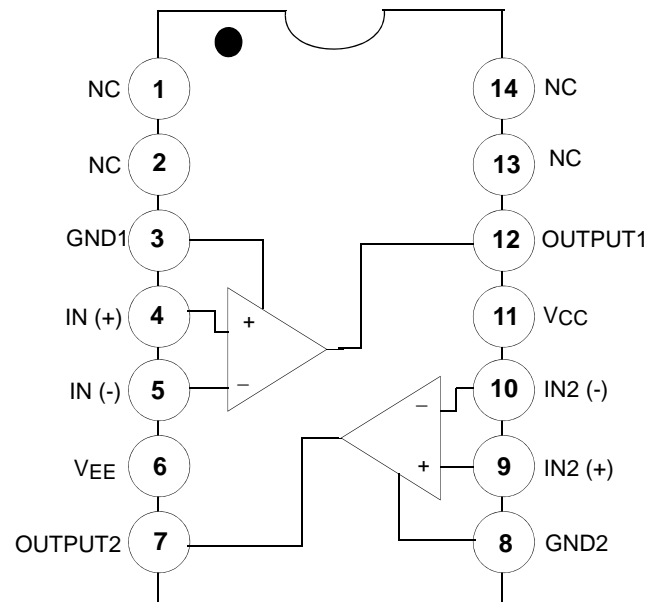 NC 1 14 NC
NC 2 13 NC
GND1 3 12 OUTPUT1
IN (+) 4 + 11 VCC
IN (-) 5 − − 10 IN2 (-)
VEE 6 + 9 IN2 (+)
OUTPUT2 7 8 GND2